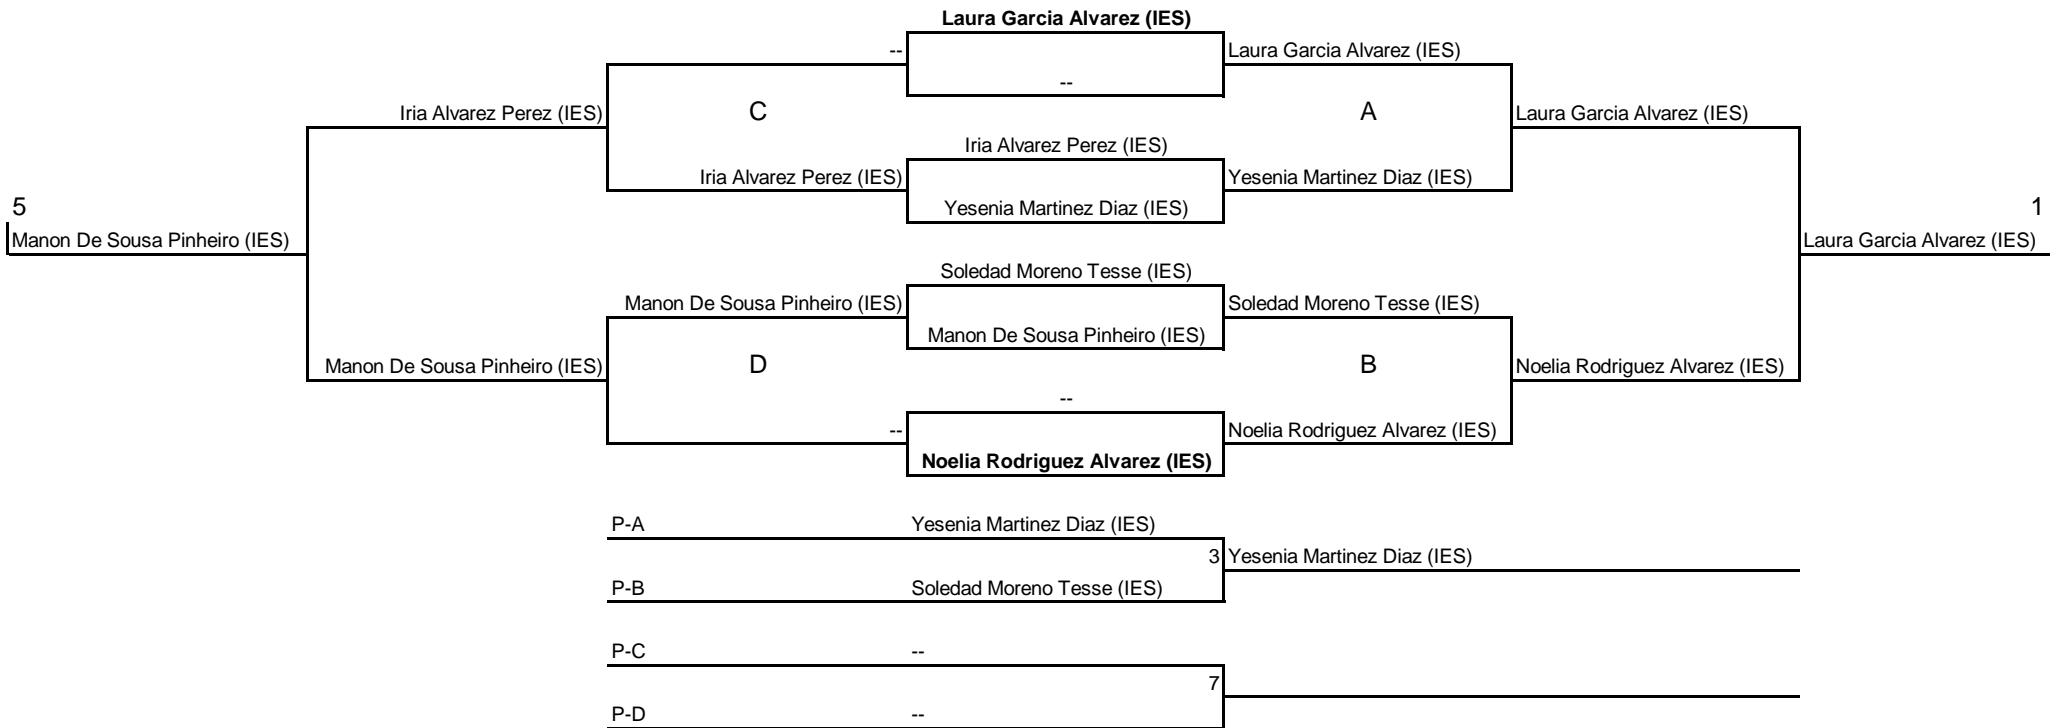 Laura Garcia Alvarez (IES)
-- Laura Garcia Alvarez (IES)
--
Iria Alvarez Perez (IES) C A Laura Garcia Alvarez (IES)
Iria Alvarez Perez (IES)
Iria Alvarez Perez (IES) Yesenia Martinez Diaz (IES)
5 Yesenia Martinez Diaz (IES) 1
Manon De Sousa Pinheiro (IES) Laura Garcia Alvarez (IES)
Soledad Moreno Tesse (IES)
Manon De Sousa Pinheiro (IES) Soledad Moreno Tesse (IES)
Manon De Sousa Pinheiro (IES)
Manon De Sousa Pinheiro (IES) D B Noelia Rodriguez Alvarez (IES)
--
-- Noelia Rodriguez Alvarez (IES)
Noelia Rodriguez Alvarez (IES)
P-A Yesenia Martinez Diaz (IES)
3 Yesenia Martinez Diaz (IES)
P-B Soledad Moreno Tesse (IES)
P-C --
7
P-D --